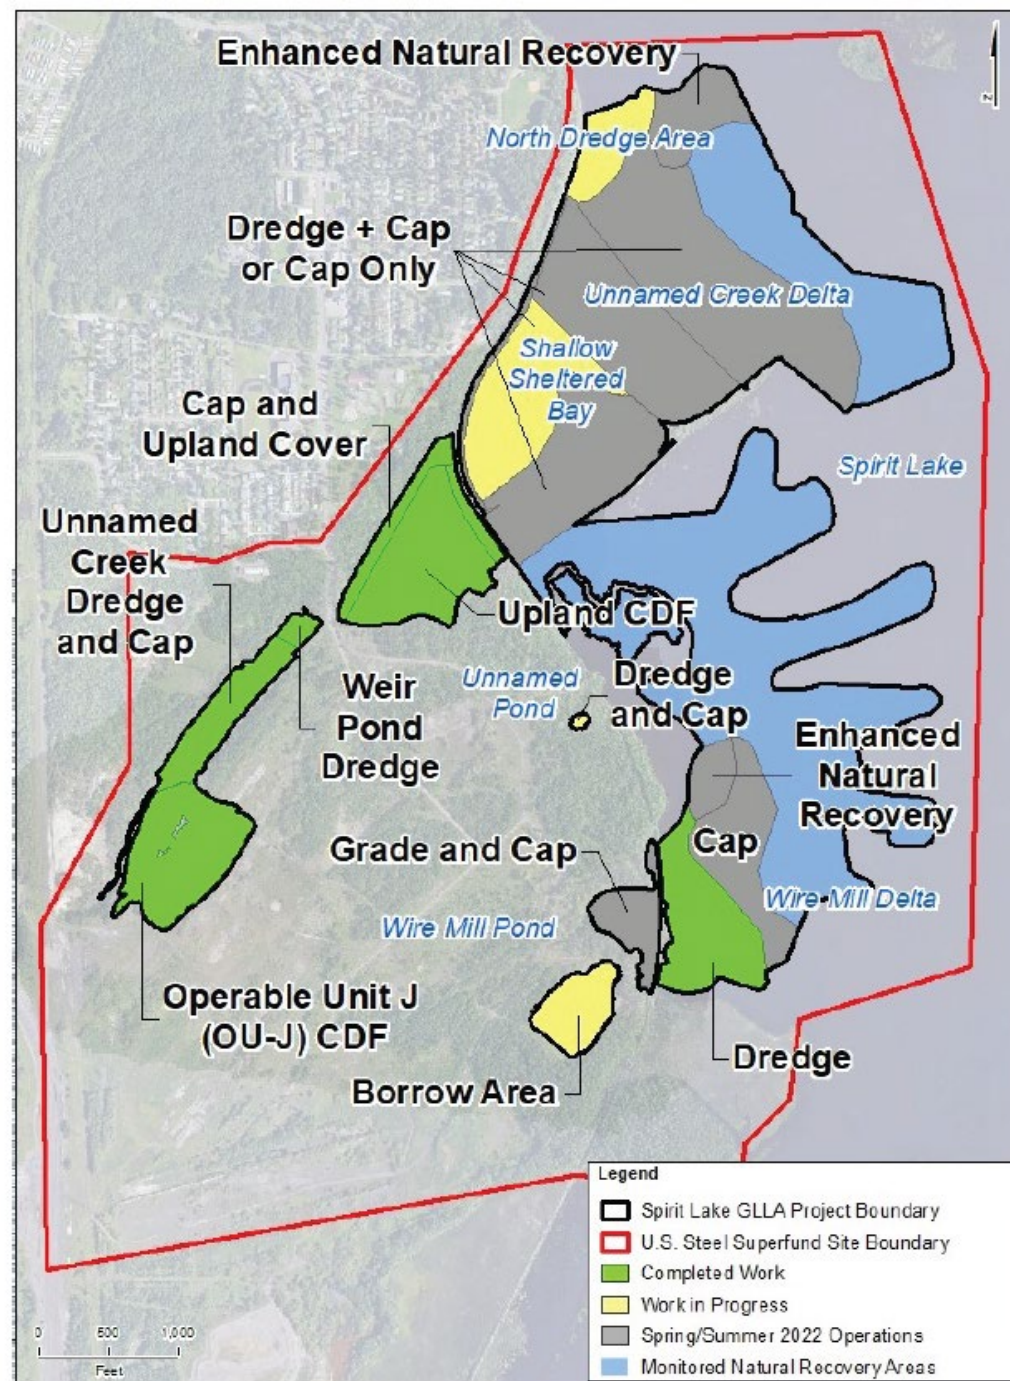 Enhanced Natural Recovery
z
North Dredge Area
Dredge + Cap
or Cap Only
Unnamed Creek Delta
Shallow
Sheltered
Bay
Cap and
Upland Cover
Spirit Lake
Unnamed
Creek
Dredge
and Cap
Upland CDF
Unnamed
Pond
Dredge
and Cap
Weir
Pond
Dredge
Enhanced
Natural
Recovery
Cap
Grade and Cap
Wire Mill Delta
Wire Mill Pond
Operable Unit J
(OU-J) CDF
Dredge
Borrow Area
Legend
Spirit Lake GLLA Project Boundary
U.S. Steel Superfund Site Boundary
Completed Work
Work in Progress
Spring/Summer 2022 Operations
Monitored Natural Recovery Areas
0 500 1,000
Feet